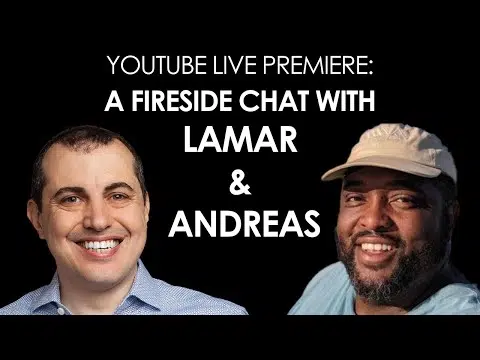 YOUTUBE LIVE PREMIERE:
A FIRESIDE CHAT WITH
LAMAR
&
ANDREAS